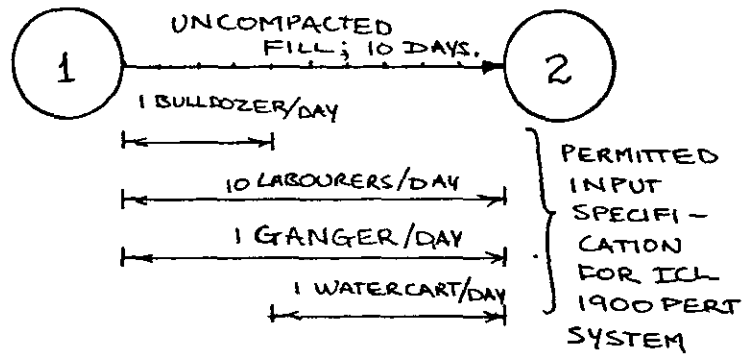 UNCOMPACTED
FILL; 10 DAYS.
1
2
1 BULLDOZER/DAY
10 LABOURERS/DAY
1 GANGER/DAY
1 WATERCART/DAY
PERMITTED
INPUT
SPECIFI-
CATION
FOR ICL
1900 PERT
SYSTEM